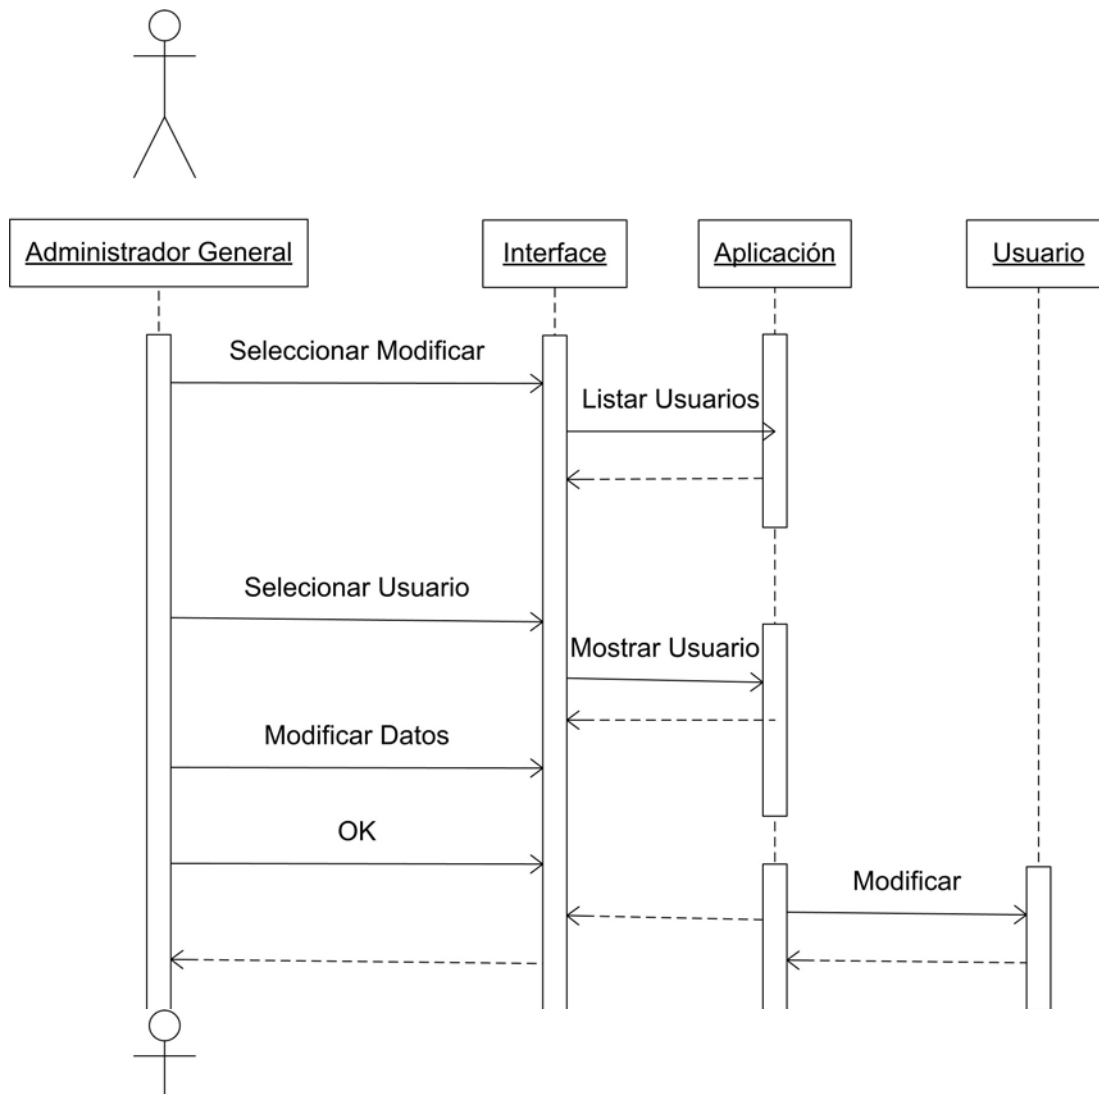 Administrador General
Interface
Aplicación
Usuario
Seleccionar Modificar
Listar Usuarios
Selecionar Usuario
Mostrar Usuario
Modificar Datos
OK
Modificar